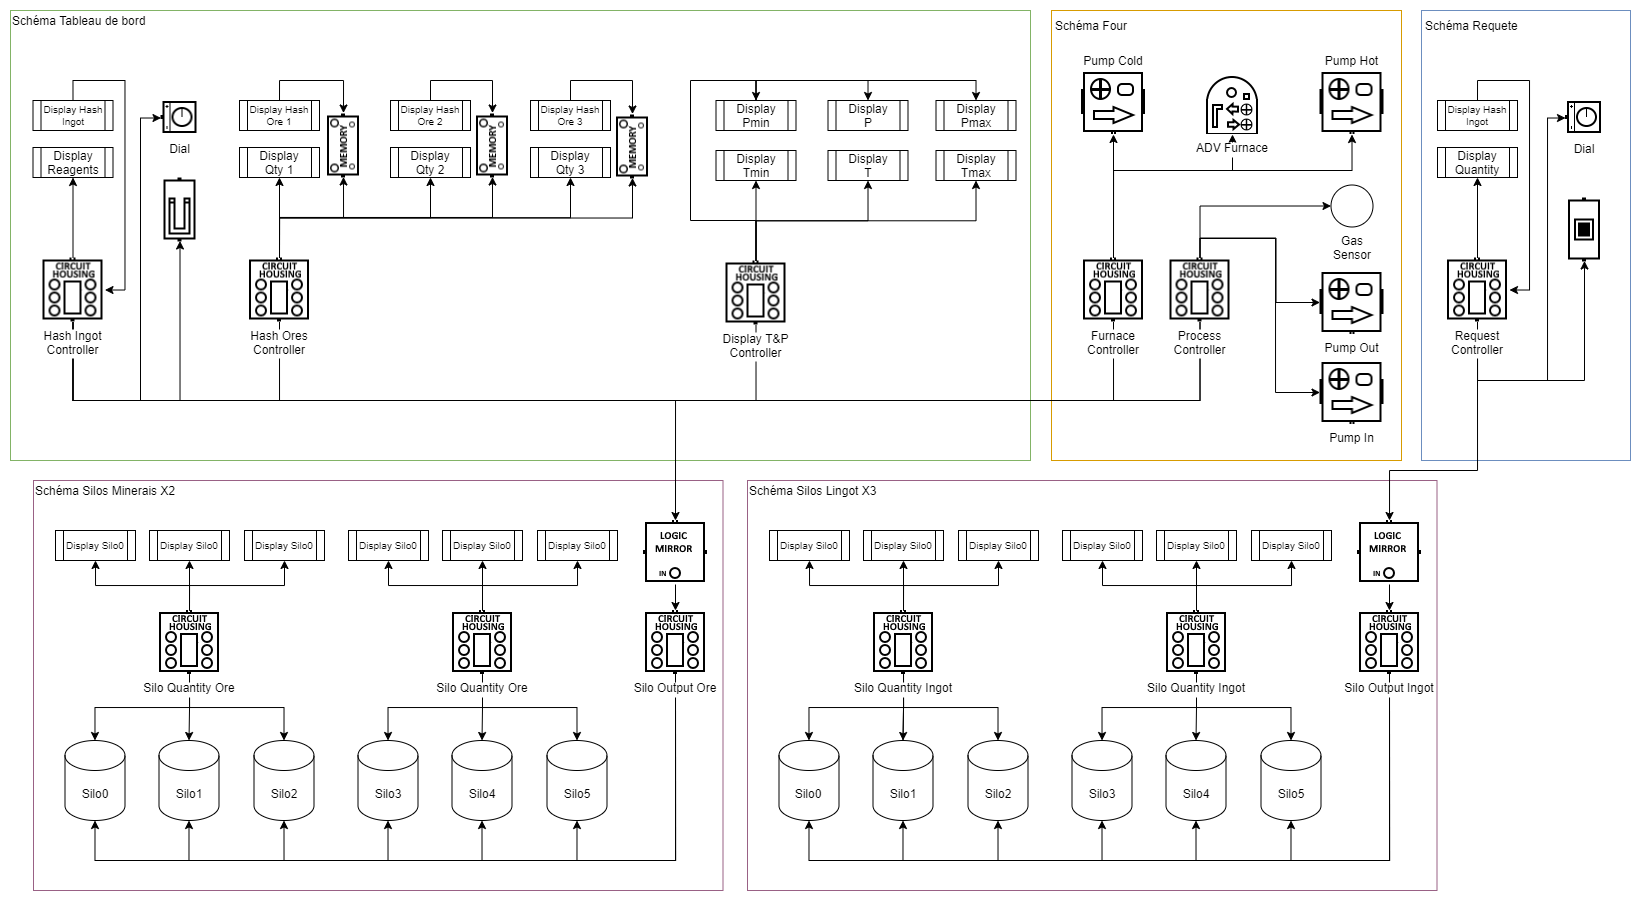 Schéma Tableau de bord
Display Hash
Ingot
Display
Reagents
Dial
Display Hash
Ore 1
Display
Qty 1
MEMORY
Display Hash
Ore 2
Display
Qty 2
MEMORY
Display Hash
Ore 3
Display
Qty 3
MEMORY
Display
Pmin
Display
P
Display
Pmax
Display
Tmin
Display
T
Display
Tmax
CIRCUIT
HOUSING
Hash Ingot
Controller
CIRCUIT
HOUSING
Hash Ores
Controller
CIRCUIT
HOUSING
Display T&P
Controller
Schéma Four
Pump Cold
ADV Furnace
Pump Hot
Gas
Sensor
CIRCUIT
HOUSING
Furnace
Controller
CIRCUIT
HOUSING
Process
Controller
Pump Out
Pump In
Schéma Requete
Display Hash
Ingot
Display
Quantity
Dial
CIRCUIT
HOUSING
Request
Controller
Schéma Silos Minerais X2
Display Silo0
Display Silo0
Display Silo0
Display Silo0
Display Silo0
Display Silo0
LOGIC
MIRROR
IN
CIRCUIT
HOUSING
Silo Quantity Ore
CIRCUIT
HOUSING
Silo Quantity Ore
CIRCUIT
HOUSING
Silo Output Ore
Silo0
Silo1
Silo2
Silo3
Silo4
Silo5
Schéma Silos Lingot X3
Display Silo0
Display Silo0
Display Silo0
Display Silo0
Display Silo0
Display Silo0
LOGIC
MIRROR
IN
CIRCUIT
HOUSING
Silo Quantity Ingot
CIRCUIT
HOUSING
Silo Quantity Ingot
CIRCUIT
HOUSING
Silo Output Ingot
Silo0
Silo1
Silo2
Silo3
Silo4
Silo5